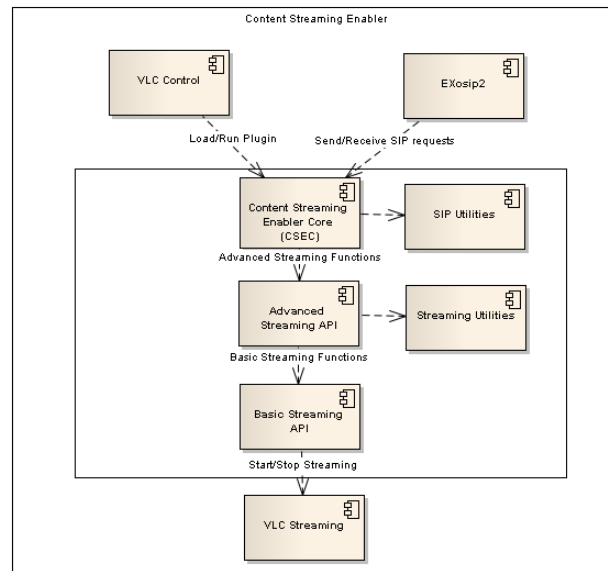 Content Streaming Enabler
VLC Control
EXosip2
Load/Run Plugin
Send/Receive SIP requests
Content Streaming
Enabler Core
(CSEC)
SIP Utilities
Advanced Streaming Functions
Advanced
Streaming API
Streaming Utilities
Basic Streaming Functions
Basic Streaming
API
Start/Stop Streaming
VLC Streaming